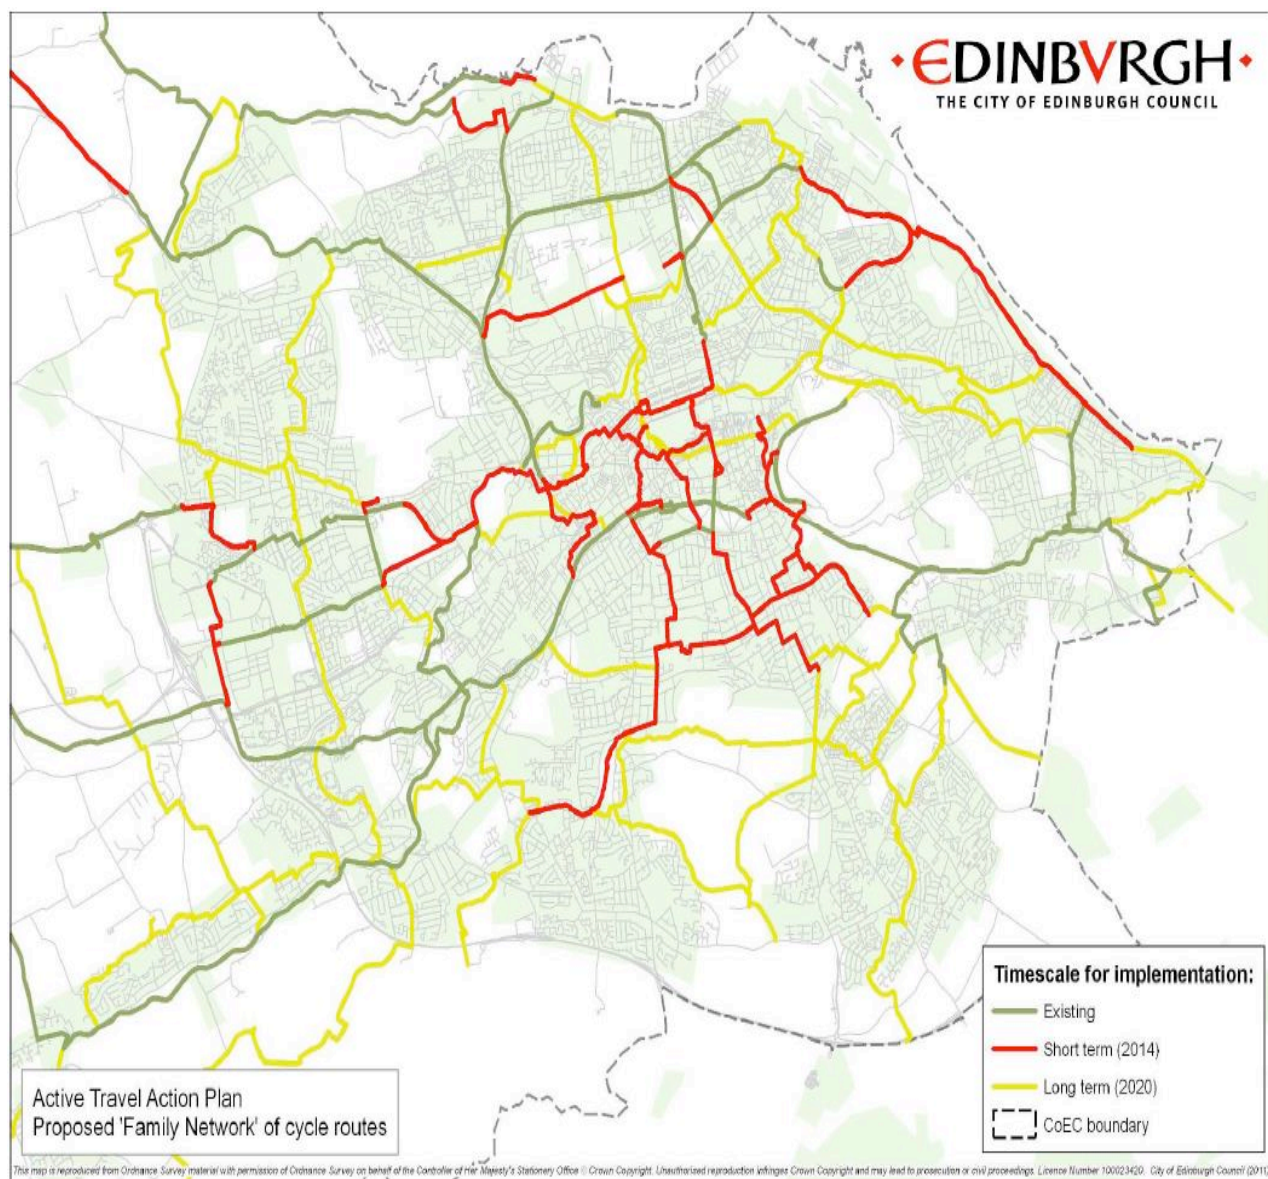 EDINBVRGH
THE CITY OF EDINBURGH COUNCIL
Timescale for implementation:
Existing
Short term (2014)
Long term (2020)
CoEC boundary
Active Travel Action Plan
Proposed 'Family Network' of cycle routes
This map is reproduced from Ordnance Survey material with permission of Ordnance Survey on behalf of the Controller of Her Majesty's Stationery Office © Crown Copyright. Unauthorised reproduction infringes Crown Copyright and may lead to prosecution or civil proceedings. Licence Number 100023420. City of Edinburgh Council (2011)